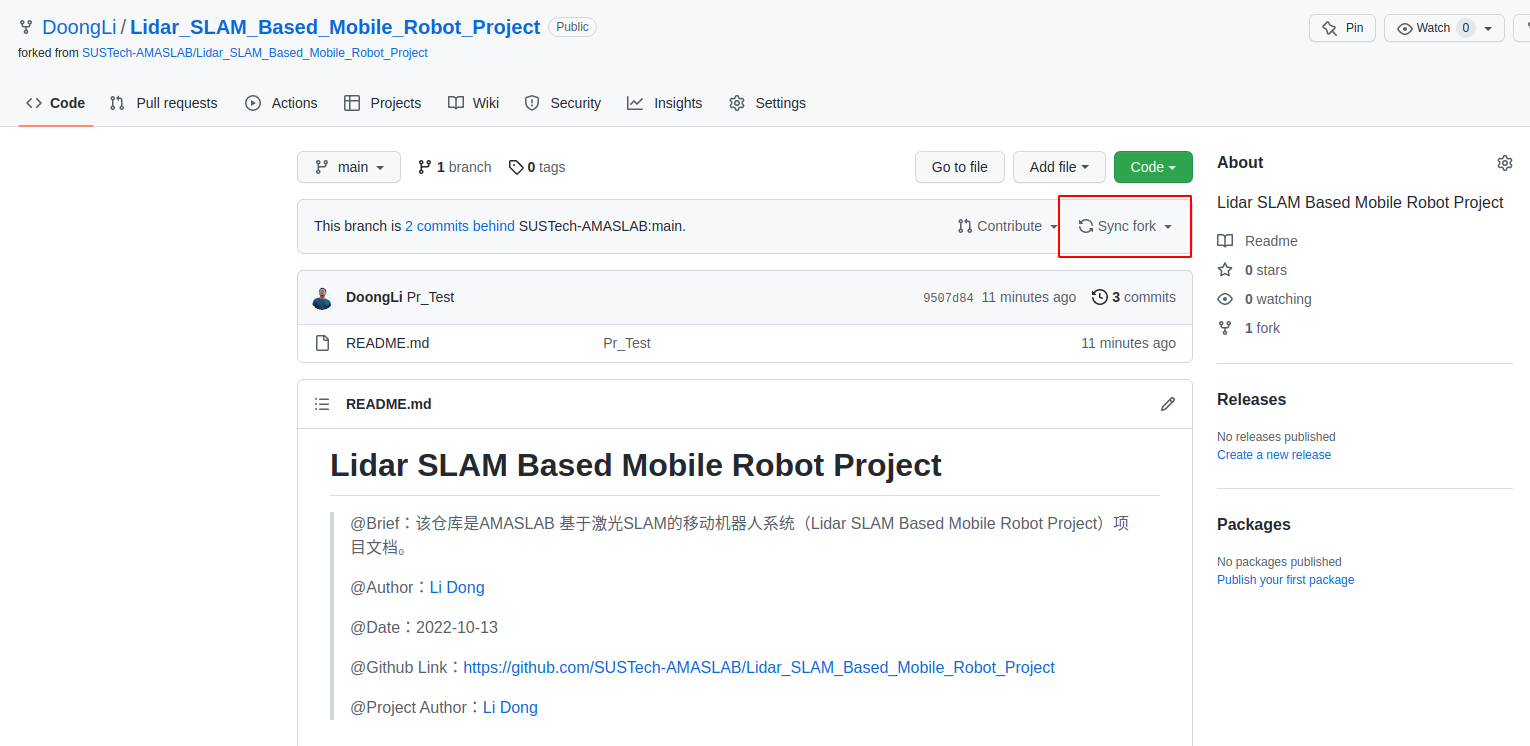 DoongLi / Lidar_SLAM_Based_Mobile_Robot_Project Public
Pin
Watch 0
forked from SUSTech-AMASLAB/Lidar_SLAM_Based_Mobile_Robot_Project
Code Pull requests Actions Projects Wiki Security Insights Settings
main 1 branch 0 tags
Go to file Add file Code
This branch is 2 commits behind SUSTech-AMASLAB:main.
Contribute Sync fork
DoongLi Pr_Test 9507d84 11 minutes ago 3 commits
README.md Pr_Test 11 minutes ago
README.md
Lidar SLAM Based Mobile Robot Project
@Brief：该仓库是AMASLAB 基于激光SLAM的移动机器人系统（Lidar SLAM Based Mobile Robot Project）项
目文档。
@Author：Li Dong
@Date：2022-10-13
@Github Link：https://github.com/SUSTech-AMASLAB/Lidar_SLAM_Based_Mobile_Robot_Project
@Project Author：Li Dong
About
Lidar SLAM Based Mobile Robot Project
Readme
0 stars
0 watching
1 fork
Releases
No releases published
Create a new release
Packages
No packages published
Publish your first package